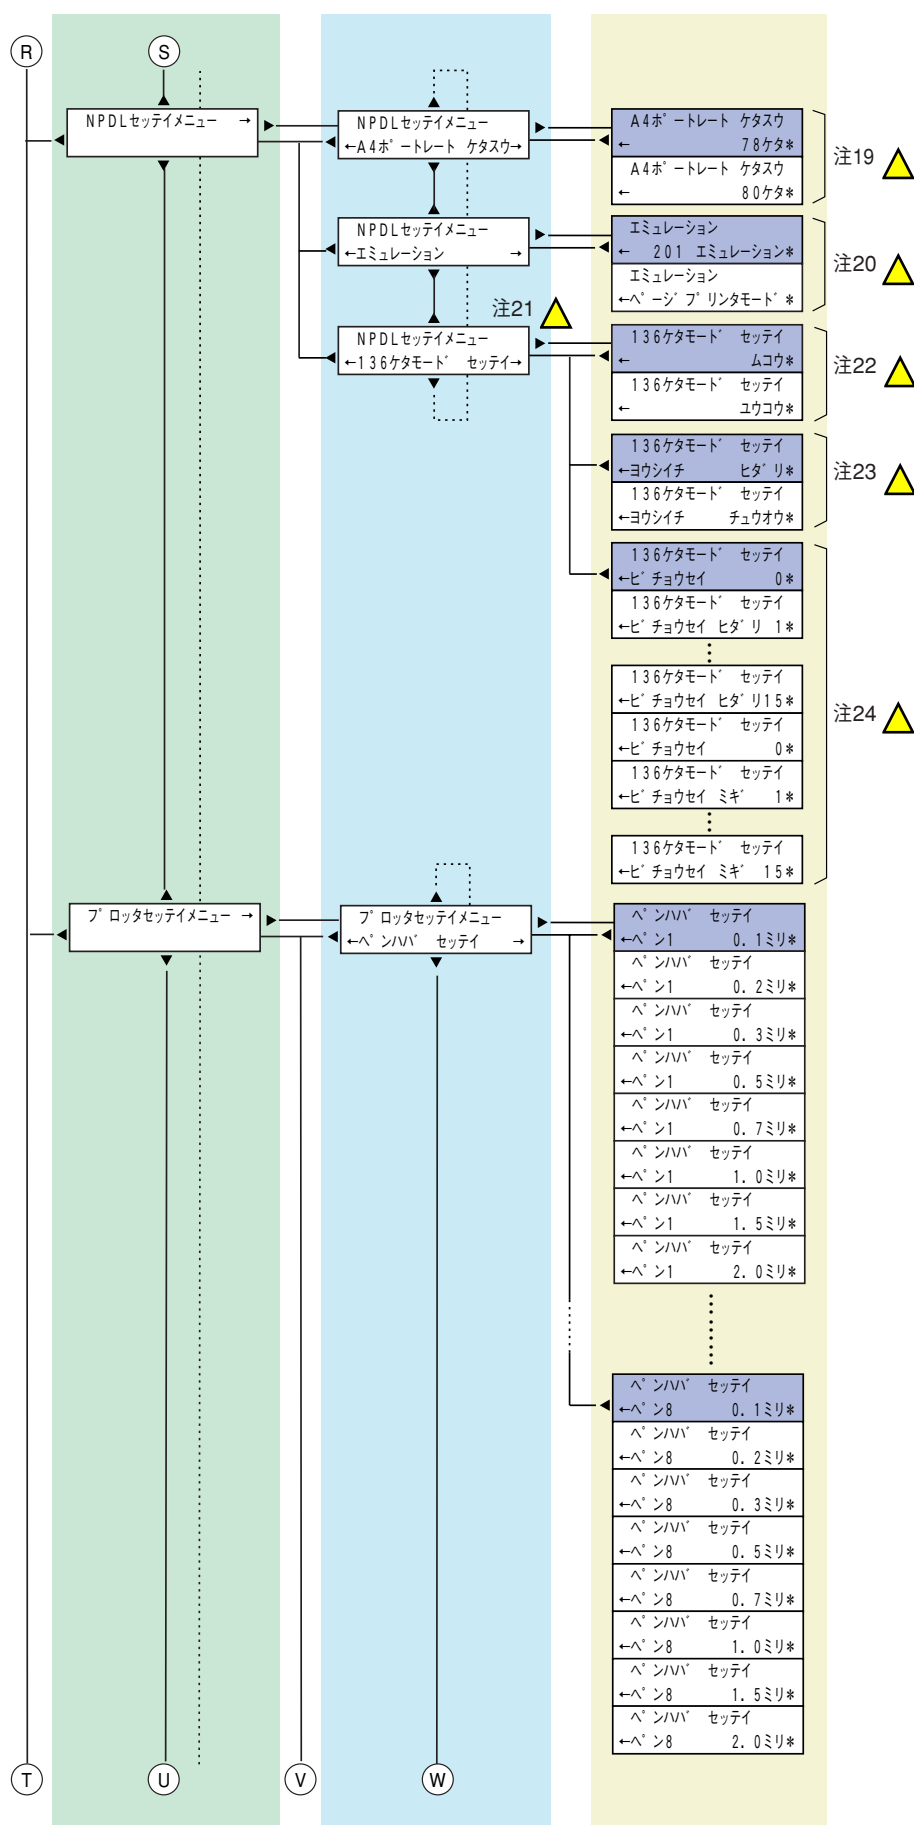 R
S
NPDLセッテイメニュー →
NPDLセッテイメニュー
←A4ポートレート ケタスウ→
A4ポートレート ケタスウ
← 78ケタ*
A4ポートレート ケタスウ
← 80ケタ*
注19
NPDLセッテイメニュー
←エミュレーション →
エミュレーション
← 201 エミュレーション*
エミュレーション
←ページプリンタモード*
注20
注21
NPDLセッテイメニュー
←136ケタモード セッテイ→
136ケタモード セッテイ
← ムコウ*
136ケタモード セッテイ
← ユウコウ*
注22
136ケタモード セッテイ
←ヨウシイチ ヒダリ*
136ケタモード セッテイ
←ヨウシイチ チュウオウ*
注23
136ケタモード セッテイ
←ビチョウセイ 0*
136ケタモード セッテイ
←ビチョウセイ ヒダリ 1*
136ケタモード セッテイ
←ビチョウセイ ヒダリ15*
136ケタモード セッテイ
←ビチョウセイ 0*
136ケタモード セッテイ
←ビチョウセイ ミギ 1*
136ケタモード セッテイ
←ビチョウセイ ミギ 15*
注24
プロッタセッテイメニュー →
プロッタセッテイメニュー
←ペンハバ セッテイ →
ペンハバ セッテイ
←ペン1 0.1ミリ*
ペンハバ セッテイ
←ペン1 0.2ミリ*
ペンハバ セッテイ
←ペン1 0.3ミリ*
ペンハバ セッテイ
←ペン1 0.5ミリ*
ペンハバ セッテイ
←ペン1 0.7ミリ*
ペンハバ セッテイ
←ペン1 1.0ミリ*
ペンハバ セッテイ
←ペン1 1.5ミリ*
ペンハバ セッテイ
←ペン1 2.0ミリ*
ペンハバ セッテイ
←ペン8 0.1ミリ*
ペンハバ セッテイ
←ペン8 0.2ミリ*
ペンハバ セッテイ
←ペン8 0.3ミリ*
ペンハバ セッテイ
←ペン8 0.5ミリ*
ペンハバ セッテイ
←ペン8 0.7ミリ*
ペンハバ セッテイ
←ペン8 1.0ミリ*
ペンハバ セッテイ
←ペン8 1.5ミリ*
ペンハバ セッテイ
←ペン8 2.0ミリ*
T
U
V
W